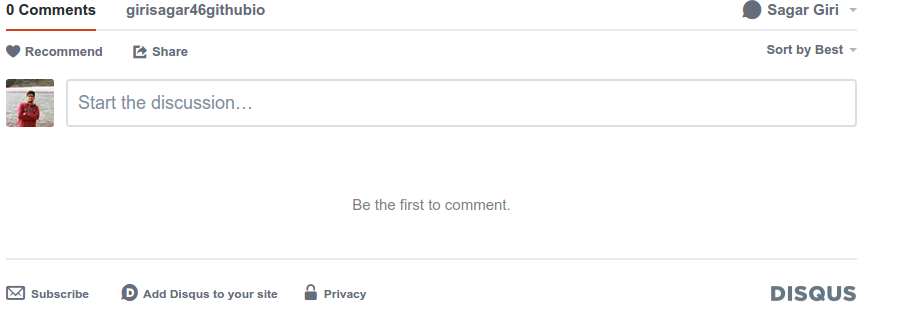 0 Comments girisagar46githubio Sagar Giri
Recommend Share Sort by Best
Start the discussion…
Be the first to comment.
Subscribe Add Disqus to your site Privacy DISQUS